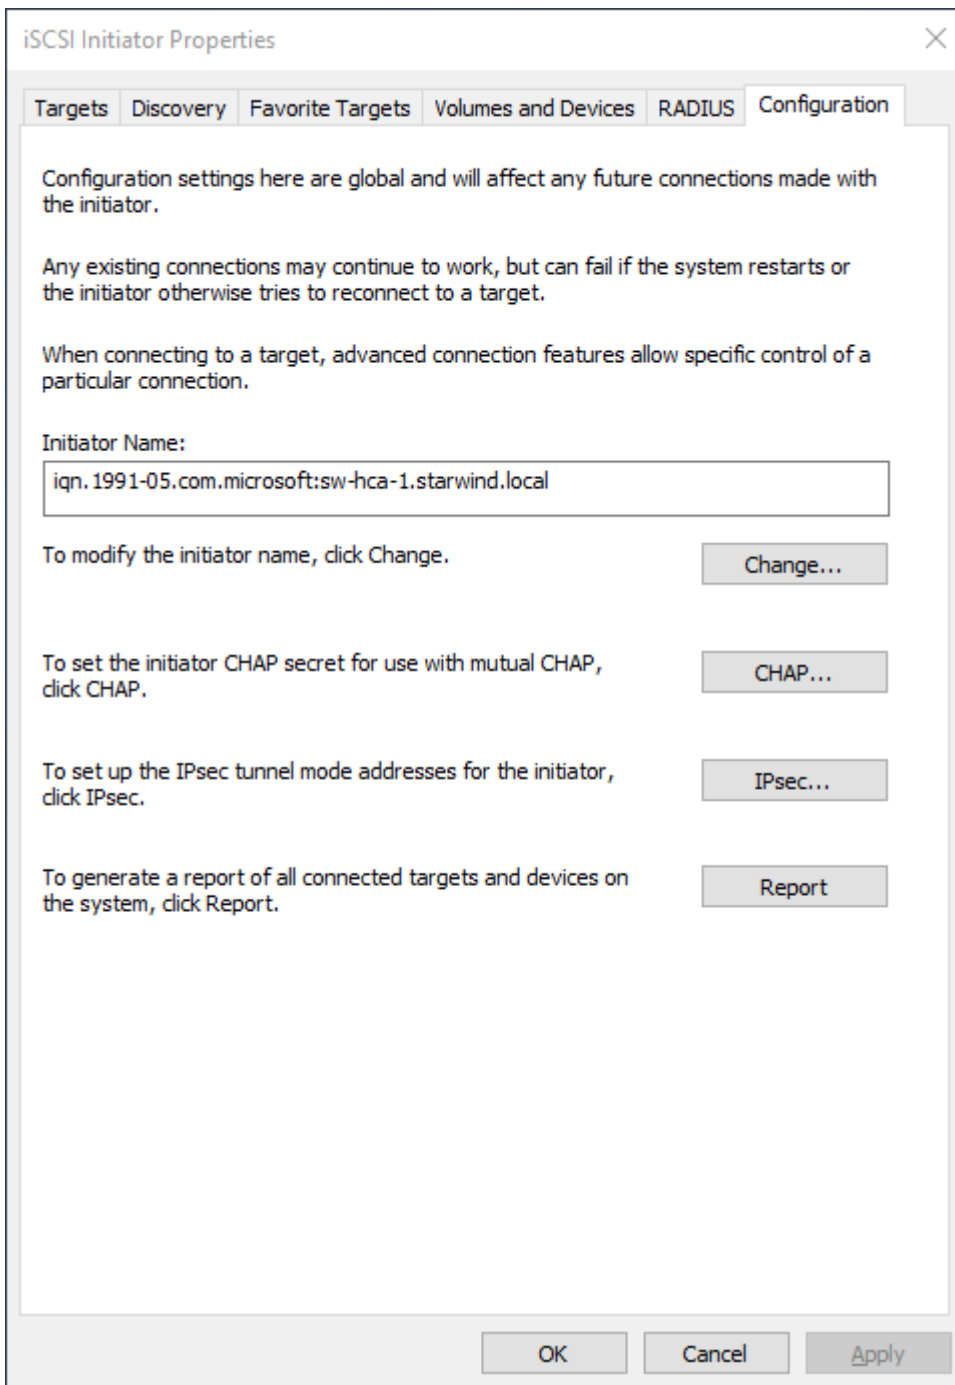 iSCSI Initiator Properties
Targets Discovery Favorite Targets Volumes and Devices RADIUS Configuration
Configuration settings here are global and will affect any future connections made with
the initiator.
Any existing connections may continue to work, but can fail if the system restarts or
the initiator otherwise tries to reconnect to a target.
When connecting to a target, advanced connection features allow specific control of a
particular connection.
Initiator Name:
iqn.1991-05.com.microsoft:sw-hca-1.starwind.local
To modify the initiator name, click Change.
Change...
To set the initiator CHAP secret for use with mutual CHAP,
click CHAP.
CHAP...
To set up the IPsec tunnel mode addresses for the initiator,
click IPsec.
IPsec...
To generate a report of all connected targets and devices on
the system, click Report.
Report
OK Cancel Apply